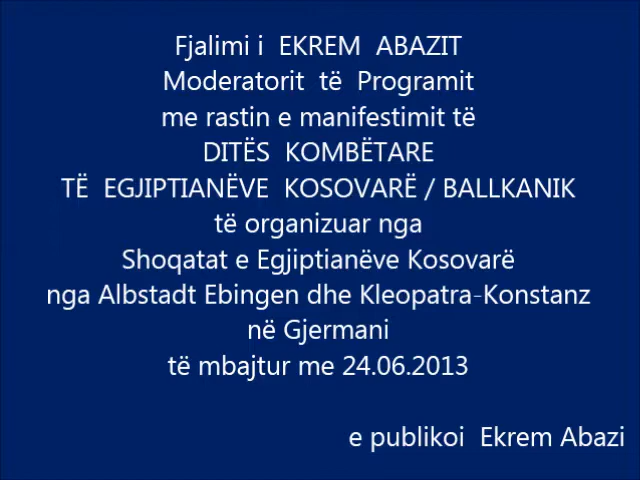 Fjalimi i EKREM ABAZIT
Moderatorit të Programit
me rastin e manifestimit të
DITËS KOMBËTARE
TË EGJIPTIANËVE KOSOVARË / BALLKANIK
të organizuar nga
Shoqatat e Egjiptianëve Kosovarë
nga Albstadt Ebingen dhe Kleopatra-Konstanz
në Gjermani
të mbajtur me 24.06.2013
e publikoi Ekrem Abazi